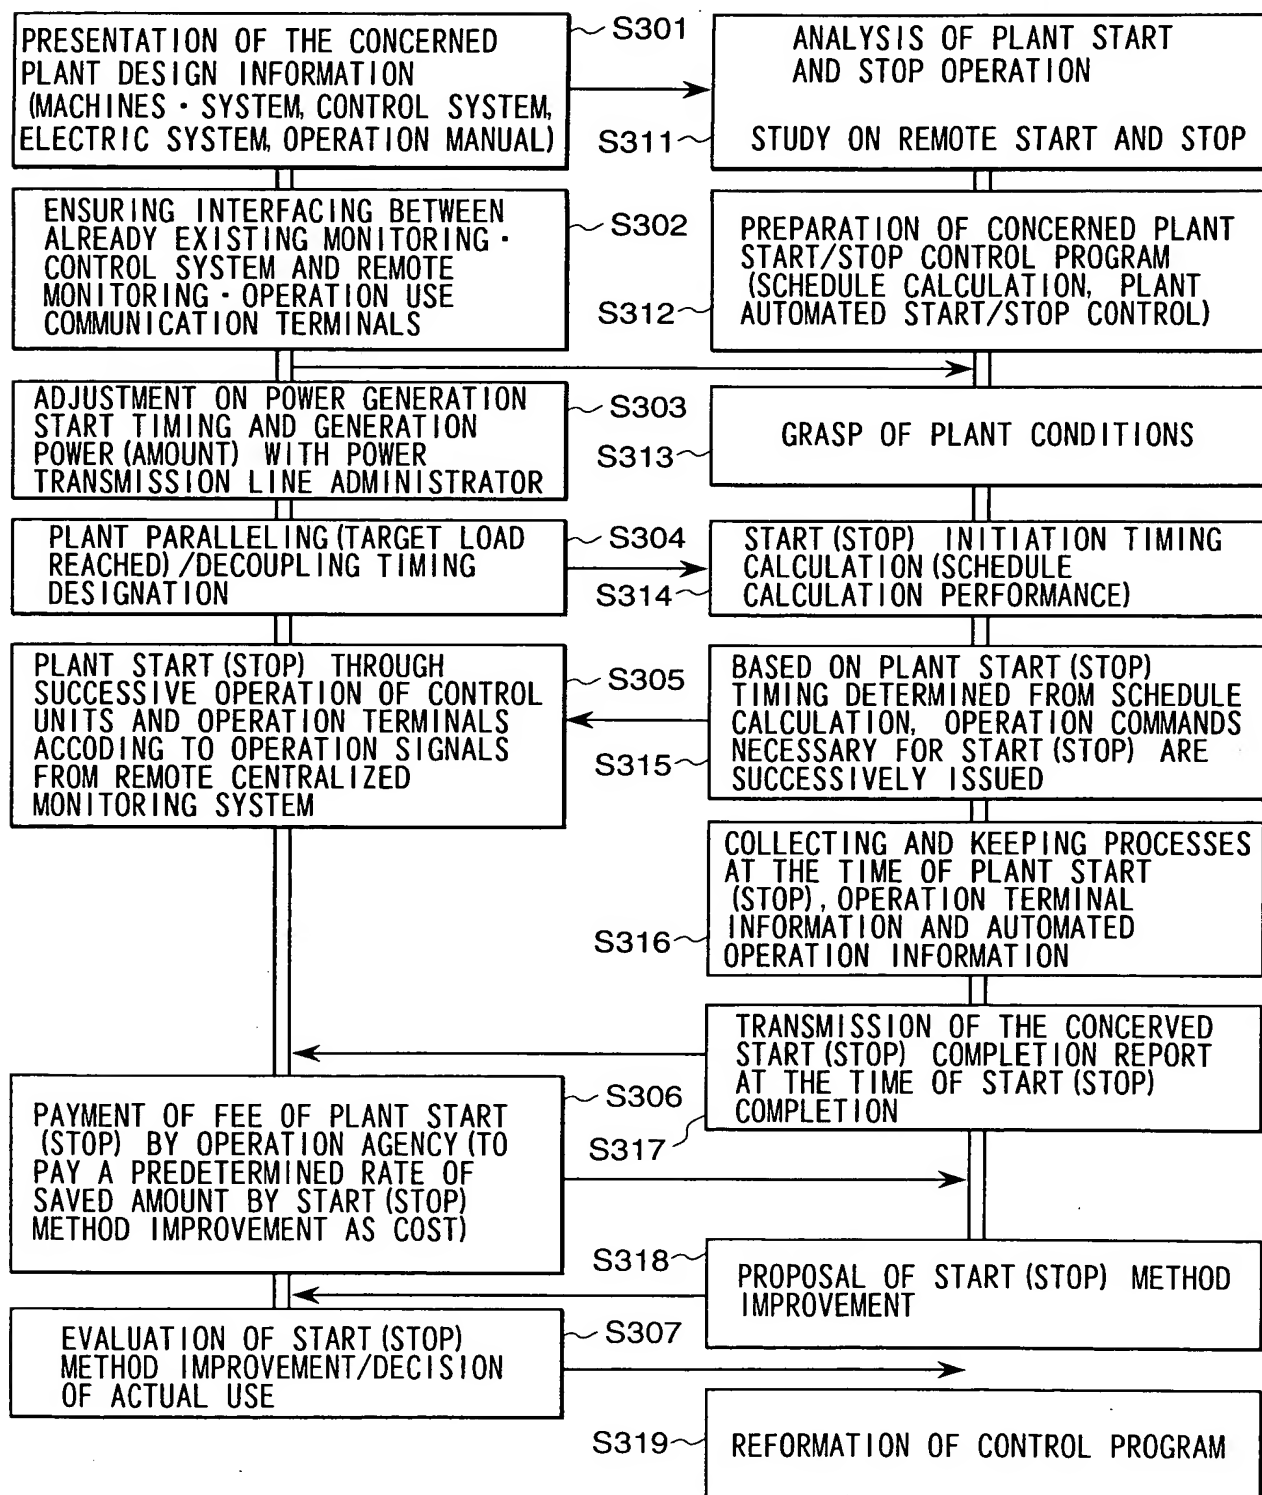 PRESENTATION OF THE CONCERNED
PLANT DESIGN INFORMATION
(MACHINES・SYSTEM, CONTROL SYSTEM,
ELECTRIC SYSTEM, OPERATION MANUAL)
S301
ANALYSIS OF PLANT START
AND STOP OPERATION
STUDY ON REMOTE START AND STOP
S311
ENSURING INTERFACING BETWEEN
ALREADY EXISTING MONITORING・
CONTROL SYSTEM AND REMOTE
MONITORING・OPERATION USE
COMMUNICATION TERMINALS
S302
PREPARATION OF CONCERNED PLANT
START/STOP CONTROL PROGRAM
(SCHEDULE CALCULATION, PLANT
AUTOMATED START/STOP CONTROL)
S312
ADJUSTMENT ON POWER GENERATION
START TIMING AND GENERATION
POWER (AMOUNT) WITH POWER
TRANSMISSION LINE ADMINISTRATOR
S303
GRASP OF PLANT CONDITIONS
S313
PLANT PARALLELING (TARGET LOAD
REACHED) /DECOUPLING TIMING
DESIGNATION
S304
START (STOP) INITIATION TIMING
CALCULATION (SCHEDULE
CALCULATION PERFORMANCE)
S314
PLANT START (STOP) THROUGH
SUCCESSIVE OPERATION OF CONTROL
UNITS AND OPERATION TERMINALS
ACCODING TO OPERATION SIGNALS
FROM REMOTE CENTRALIZED
MONITORING SYSTEM
S305
BASED ON PLANT START (STOP)
TIMING DETERMINED FROM SCHEDULE
CALCULATION, OPERATION COMMANDS
NECESSARY FOR START (STOP) ARE
SUCCESSIVELY ISSUED
S315
COLLECTING AND KEEPING PROCESSES
AT THE TIME OF PLANT START
(STOP), OPERATION TERMINAL
INFORMATION AND AUTOMATED
OPERATION INFORMATION
S316
TRANSMISSION OF THE CONCERVED
START (STOP) COMPLETION REPORT
AT THE TIME OF START (STOP)
COMPLETION
S317
PAYMENT OF FEE OF PLANT START
(STOP) BY OPERATION AGENCY (TO
PAY A PREDETERMINED RATE OF
SAVED AMOUNT BY START (STOP)
METHOD IMPROVEMENT AS COST)
S306
S318
PROPOSAL OF START (STOP) METHOD
IMPROVEMENT
EVALUATION OF START (STOP)
METHOD IMPROVEMENT/DECISION
OF ACTUAL USE
S307
S319
REFORMATION OF CONTROL PROGRAM